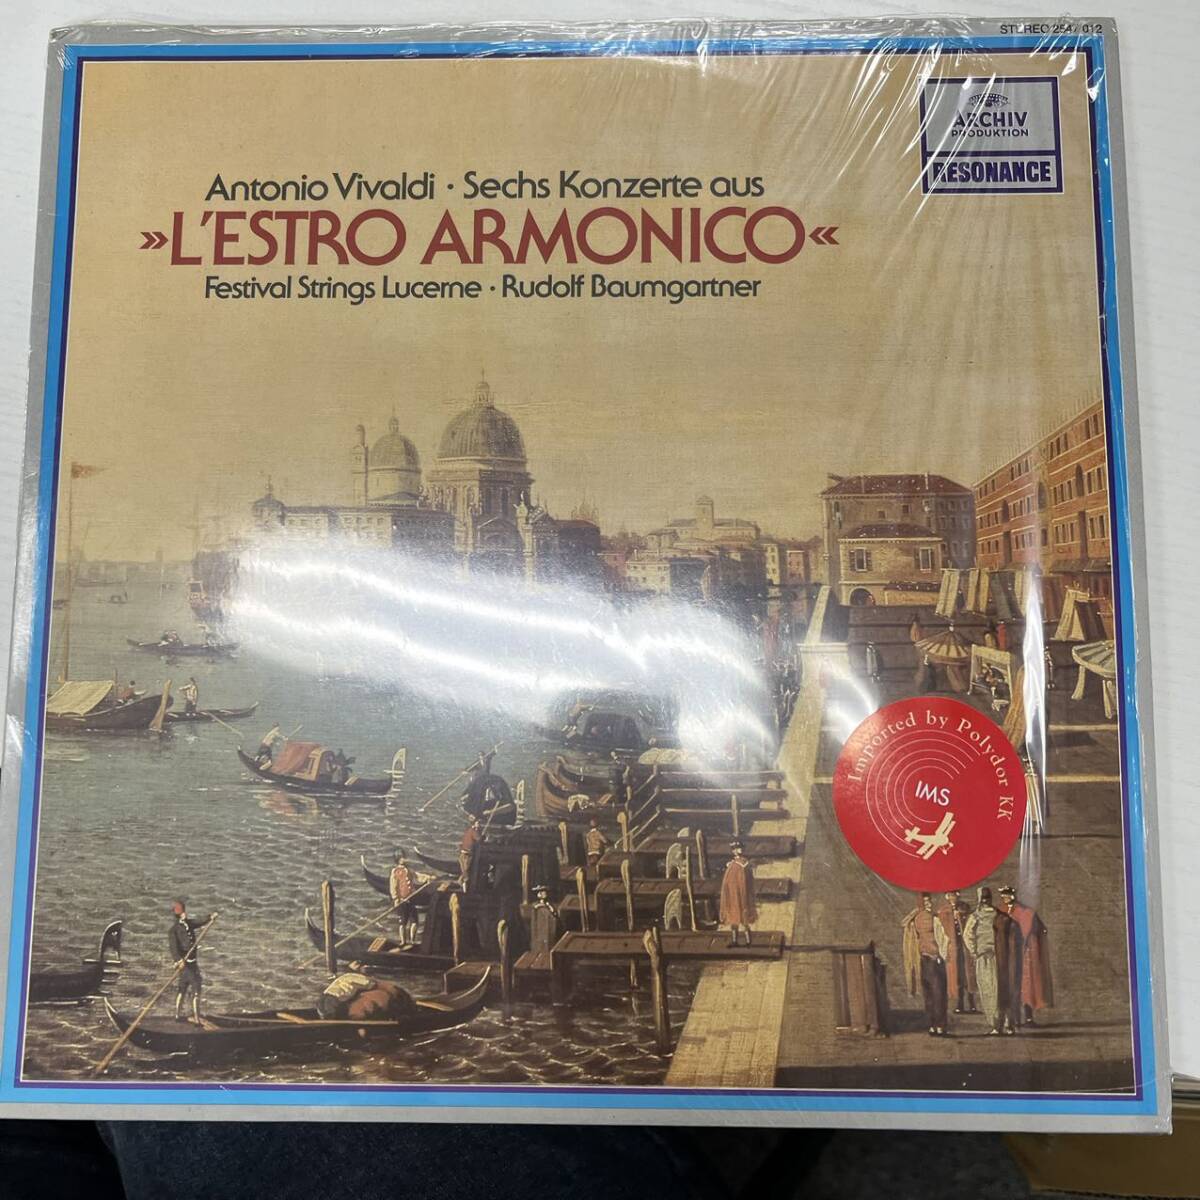 STEREO 2547 012
ARCHIV
PRODUKTION
RESONANCE
Antonio Vivaldi · Sechs Konzerte aus
»L'ESTRO ARMONICO«
Festival Strings Lucerne · Rudolf Baumgartner
Imported by Polydor KK
IMS